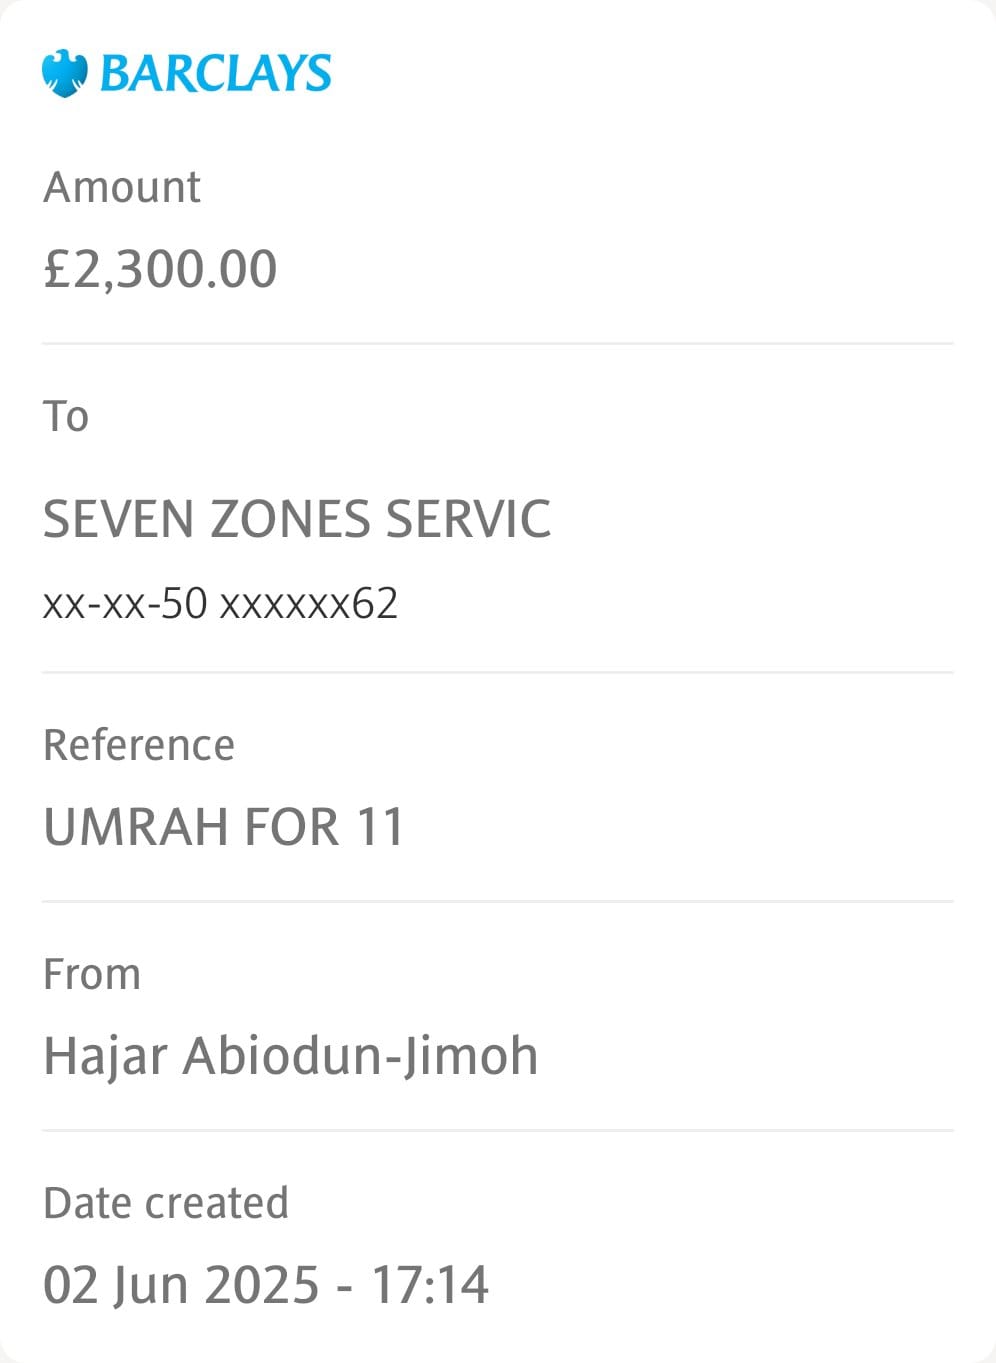 BARCLAYS
Amount
£2,300.00
To
SEVEN ZONES SERVIC
xx-xx-50 xxxxxx62
Reference
UMRAH FOR 11
From
Hajar Abiodun-Jimoh
Date created
02 Jun 2025 - 17:14